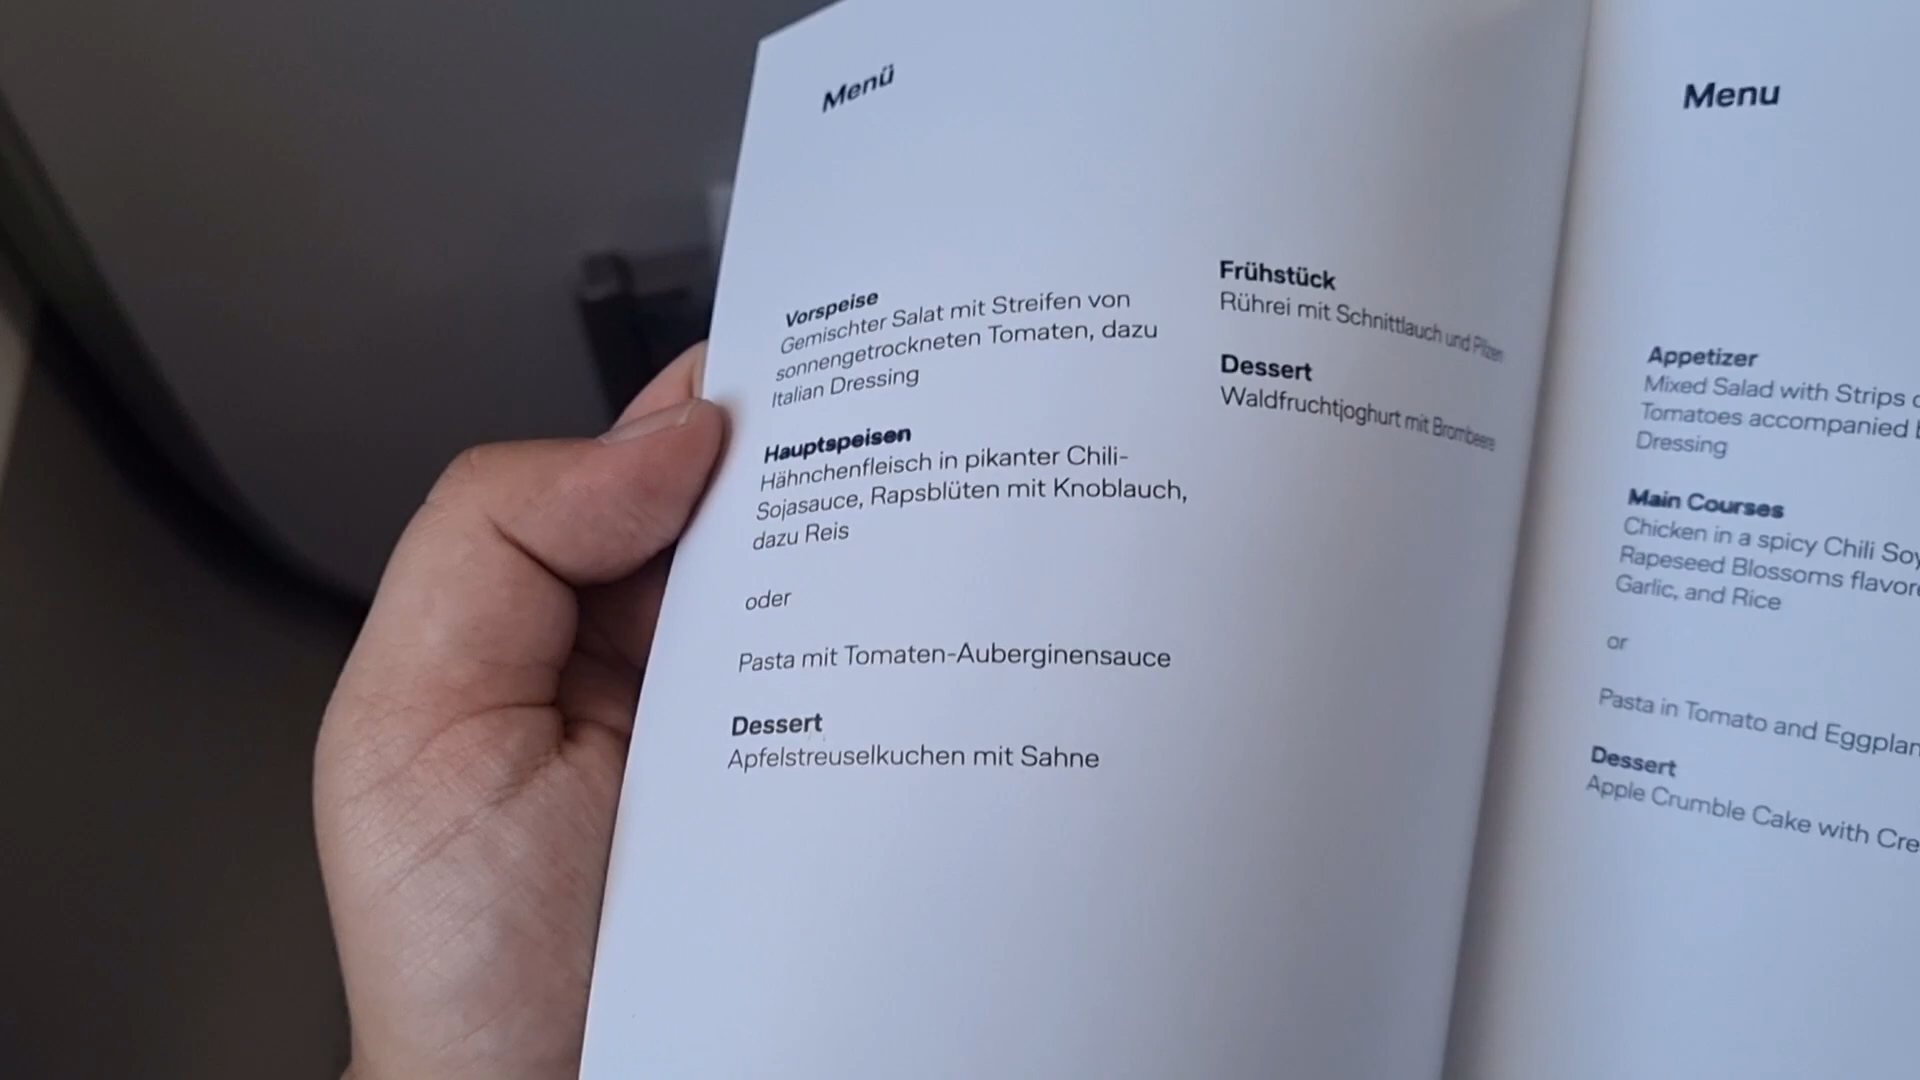 Menü
Vorspeise
Gemischter Salat mit Streifen von
sonnengetrockneten Tomaten, dazu
Italian Dressing
Hauptspeisen
Hähnchenfleisch in pikanter Chili-
Sojasauce, Rapsblüten mit Knoblauch,
dazu Reis
oder
Pasta mit Tomaten-Auberginensauce
Dessert
Apfelstreuselkuchen mit Sahne
Frühstück
Rührei mit Schnittlauch und Pilzen
Dessert
Waldfruchtjoghurt mit Brombeere
Menu
Appetizer
Mixed Salad with Strips
Tomatoes accompanied
Dressing
Main Courses
Chicken in a spicy Chili Soy
Rapeseed Blossoms
Garlic, and Rice
or
Pasta in Tomato and
Dessert
Apple Crumble Cake with